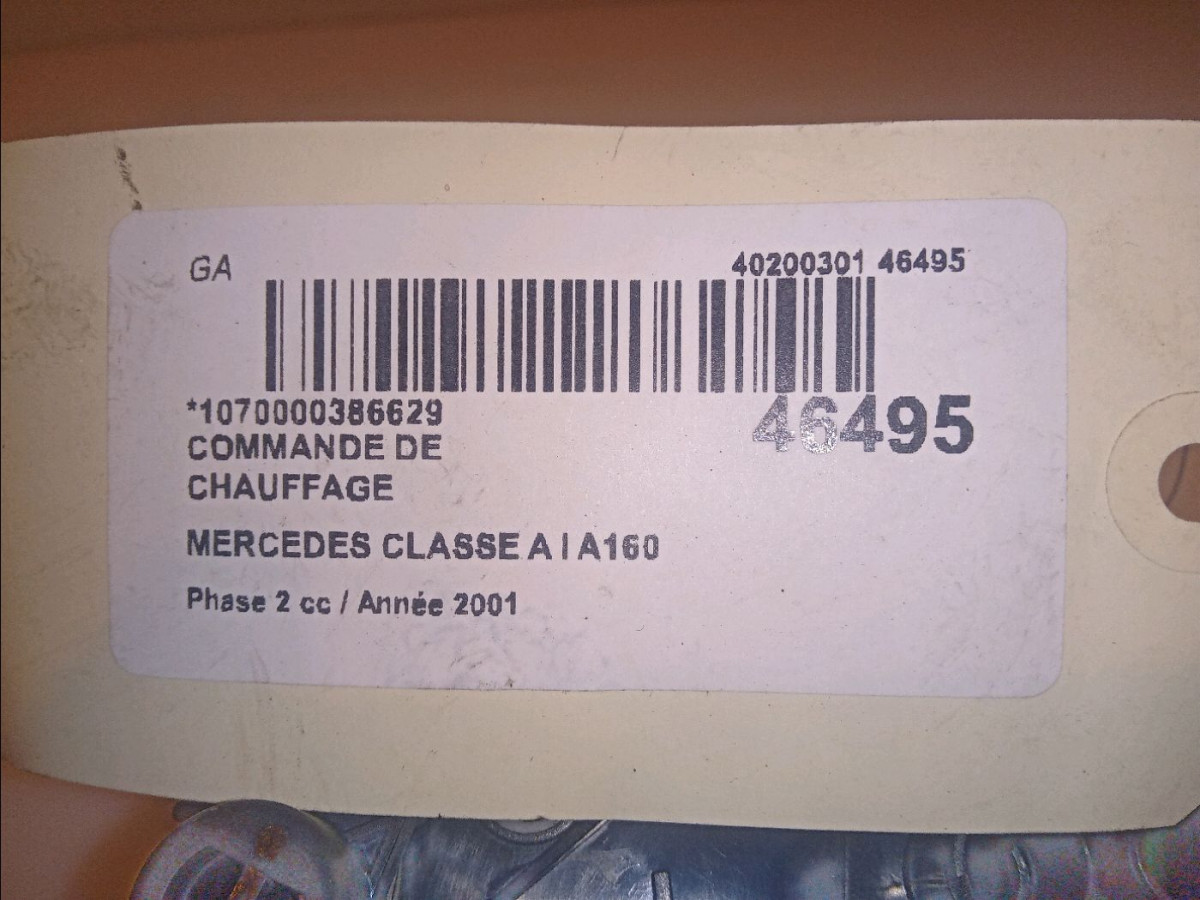 GA
40200301 46495
*1070000386629
46495
COMMANDE DE
CHAUFFAGE
MERCEDES CLASSE A I A160
Phase 2 cc / Année 2001